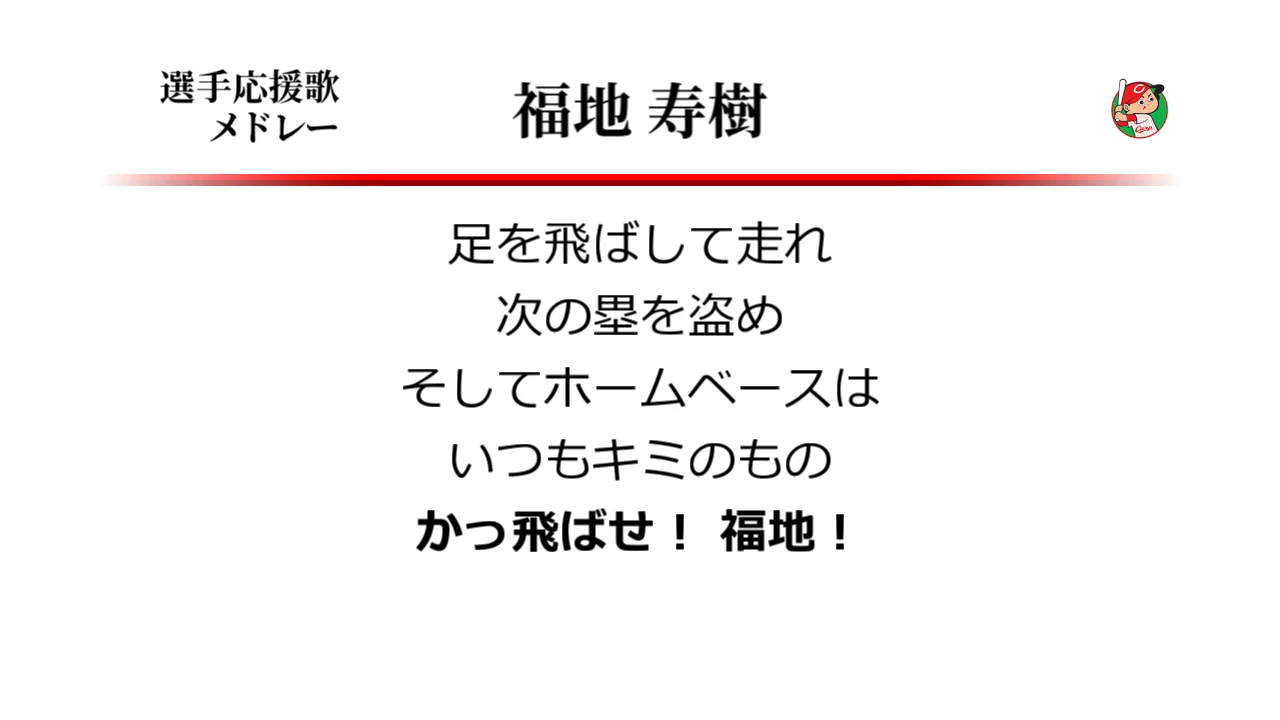 選手応援歌
メドレー
福地 寿樹
足を飛ばして走れ
次の塁を盗め
そしてホームベースは
いつもキミのもの
かっ飛ばせ！ 福地！